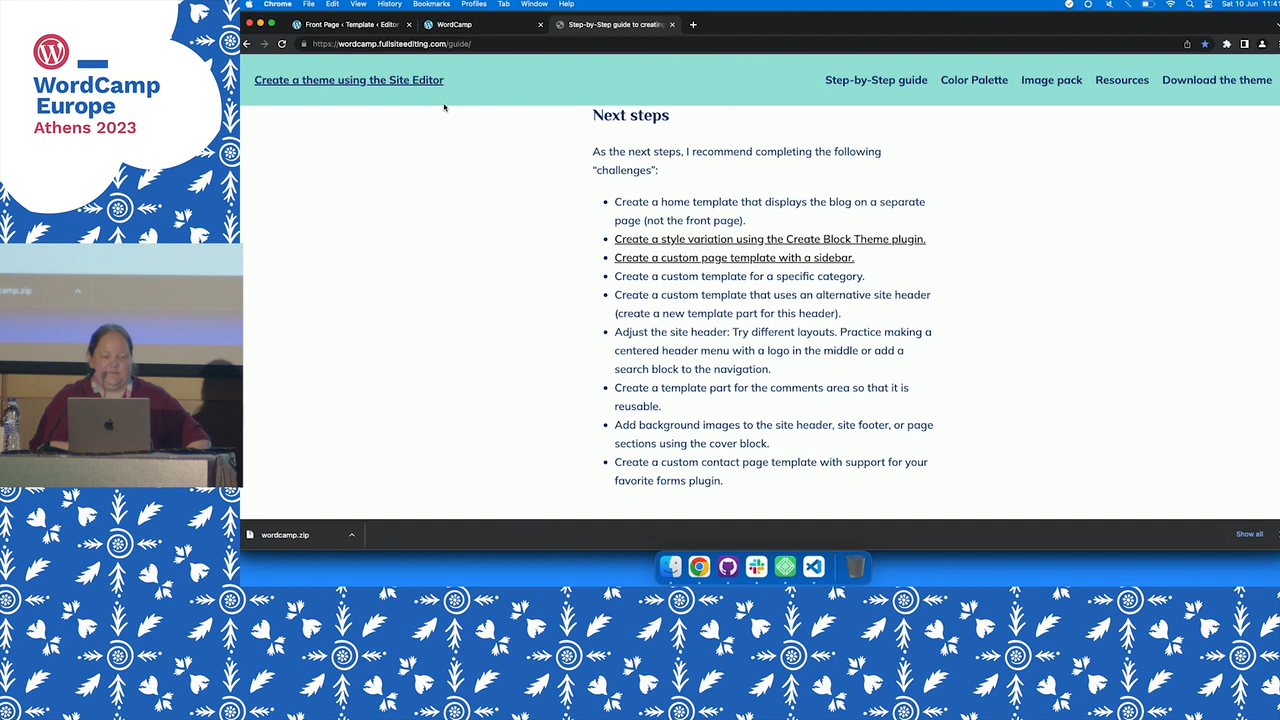 WordCamp
Europe
Athens 2023
camp.zip
Chrome File Edit View History Bookmarks Profiles Tab Window Help
Sat 10 Jun 11:4
Front Page ‹ Template ‹ Editor
WordCamp
Step-by-Step guide to creating
https://wordcamp.fullsiteediting.com/guide/
Create a theme using the Site Editor
Step-by-Step guide Color Palette Image pack Resources Download the theme
Next steps
As the next steps, I recommend completing the following
“challenges”:
• Create a home template that displays the blog on a separate
page (not the front page).
• Create a style variation using the Create Block Theme plugin.
• Create a custom page template with a sidebar.
• Create a custom template for a specific category.
• Create a custom template that uses an alternative site header
(create a new template part for this header).
• Adjust the site header: Try different layouts. Practice making a
centered header menu with a logo in the middle or add a
search block to the navigation.
• Create a template part for the comments area so that it is
reusable.
• Add background images to the site header, site footer, or page
sections using the cover block.
• Create a custom contact page template with support for your
favorite forms plugin.
wordcamp.zip
Show all